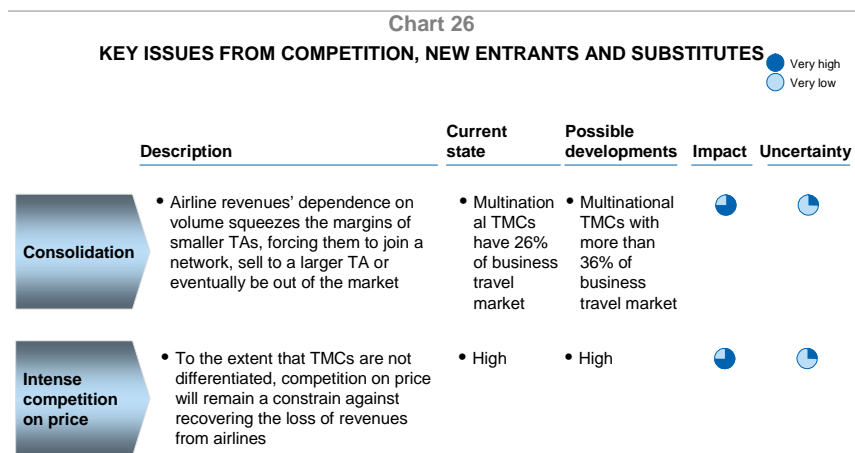 Chart 26
KEY ISSUES FROM COMPETITION, NEW ENTRANTS AND SUBSTITUTES
Very high
Very low
Description
Current
state
Possible
developments
Impact
Uncertainty
Consolidation
• Airline revenues’ dependence on
volume squeezes the margins of
smaller TAs, forcing them to join a
network, sell to a larger TA or
eventually be out of the market
• Multination
al TMCs
have 26%
of business
travel
market
• Multinational
TMCs with
more than
36% of
business
travel market
Intense
competition
on price
• To the extent that TMCs are not
differentiated, competition on price
will remain a constrain against
recovering the loss of revenues
from airlines
• High
• High